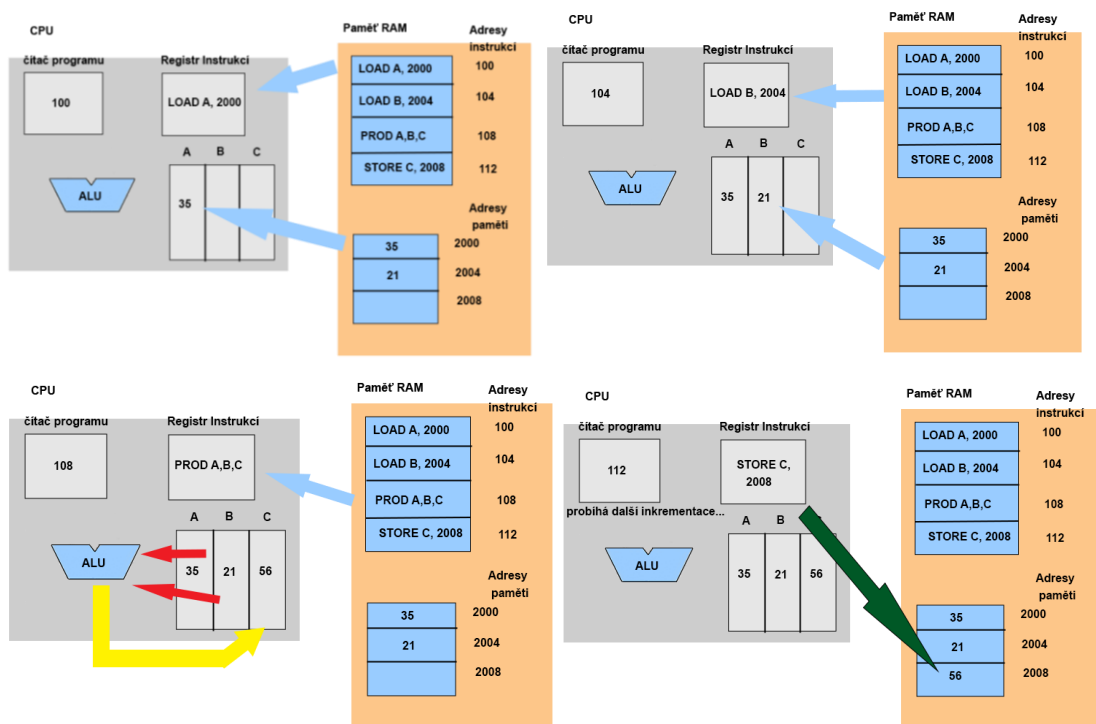 CPU
Paměť RAM
Adresy
instrukcí
čítač programu
Registr Instrukcí
100
LOAD A, 2000
LOAD A, 2000
100
LOAD B, 2004
104
PROD A,B,C
108
STORE C, 2008
112
A B C
ALU
35
Adresy
paměti
35
2000
21
2004
2008
CPU
Paměť RAM
Adresy
instrukcí
čítač programu
Registr Instrukcí
104
LOAD B, 2004
LOAD A, 2000
100
LOAD B, 2004
104
PROD A,B,C
108
STORE C, 2008
112
A B C
ALU
35 21
Adresy
paměti
35
2000
21
2004
2008
CPU
Paměť RAM
Adresy
instrukcí
čítač programu
Registr Instrukcí
108
PROD A,B,C
LOAD A, 2000
100
LOAD B, 2004
104
PROD A,B,C
108
STORE C, 2008
112
A B C
ALU
35 21 56
Adresy
paměti
35
2000
21
2004
2008
CPU
Paměť RAM
Adresy
instrukcí
čítač programu
Registr Instrukcí
112
STORE C,
2008
probíhá další inkrementace...
LOAD A, 2000
100
LOAD B, 2004
104
PROD A,B,C
108
STORE C, 2008
112
A B
ALU
35 21 56
Adresy
paměti
35
2000
21
2004
56
2008